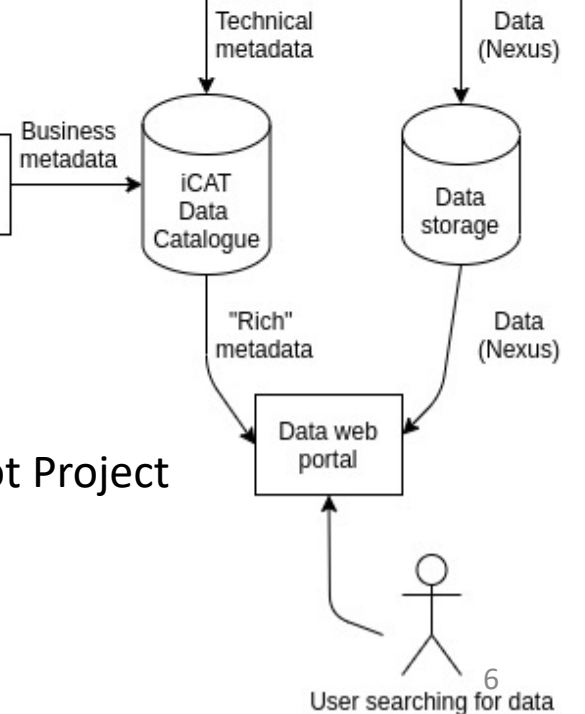 Technical
metadata
Data
(Nexus)
Business
metadata
iCAT
Data
Catalogue
Data
storage
"Rich"
metadata
Data
(Nexus)
Data web
portal
Project
6
User searching for data